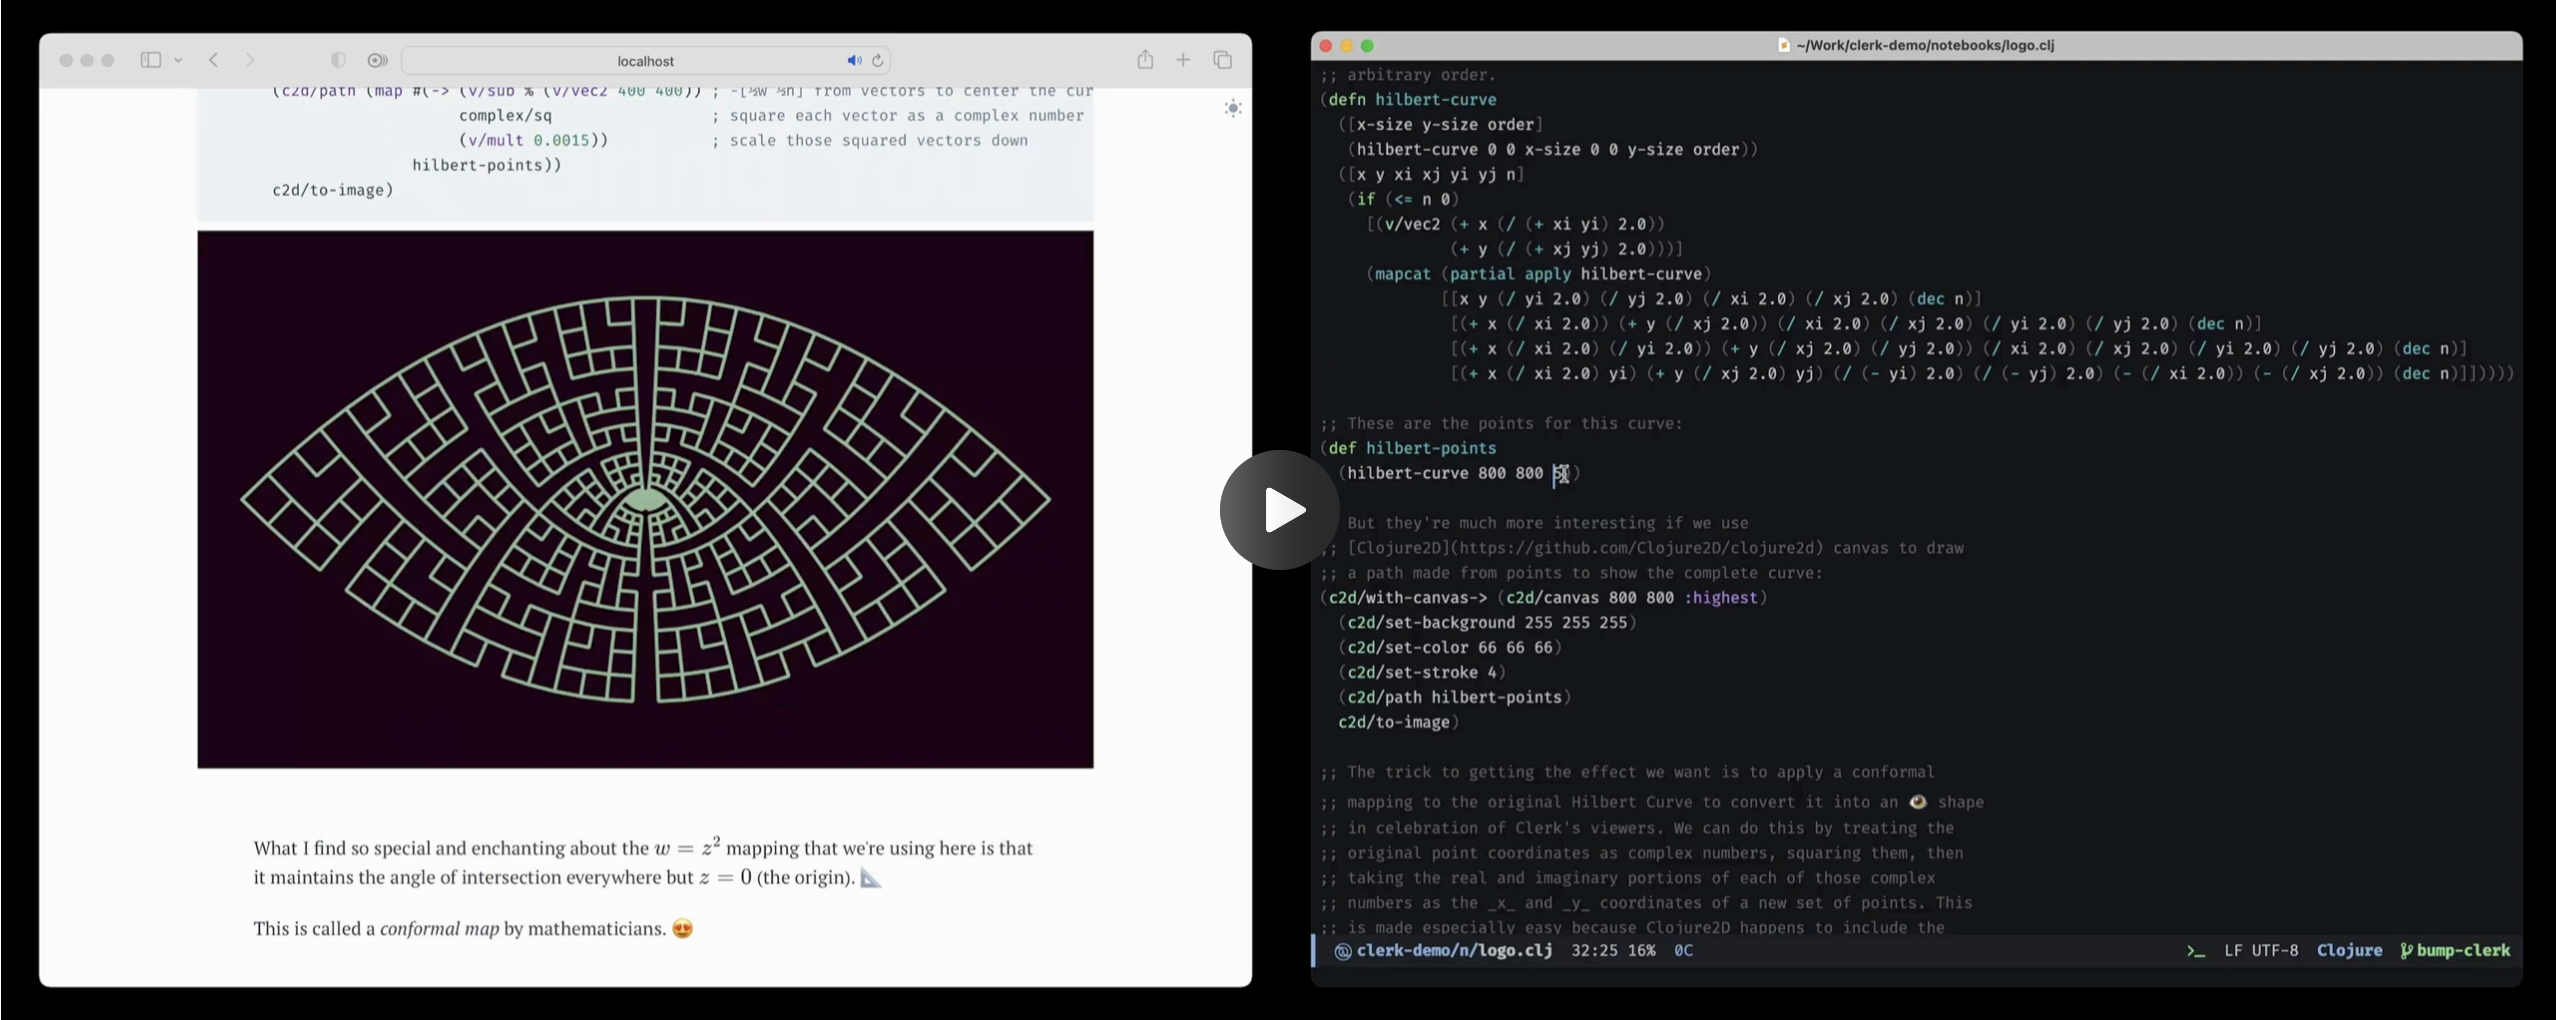 localhost
(c2d/path (map #(-> (v/sub % (v/vec2 400 400)) ; -[½w ½h] from vectors to center the cur
complex/sq ; square each vector as a complex number
(v/mult 0.0015)) ; scale those squared vectors down
hilbert-points))
c2d/to-image)
What I find so special and enchanting about the w = z² mapping that we're using here is that
it maintains the angle of intersection everywhere but z = 0 (the origin). 📐
This is called a conformal map by mathematicians. 😍
~/Work/clerk-demo/notebooks/logo.clj
;; arbitrary order.
(defn hilbert-curve
([x-size y-size order]
(hilbert-curve 0 0 x-size 0 0 y-size order))
([x y xi xj yi yj n]
(if (<= n 0)
[(v/vec2 (+ x (/ (+ xi yi) 2.0))
(+ y (/ (+ xj yj) 2.0)))]
(mapcat (partial apply hilbert-curve)
[[x y (/ yi 2.0) (/ yj 2.0) (/ xi 2.0) (/ xj 2.0) (dec n)]
[(+ x (/ xi 2.0)) (+ y (/ xj 2.0)) (/ xi 2.0) (/ xj 2.0) (/ yi 2.0) (/ yj 2.0) (dec n)]
[(+ x (/ xi 2.0) (/ yi 2.0)) (+ y (/ xj 2.0) (/ yj 2.0)) (/ xi 2.0) (/ xj 2.0) (/ yi 2.0) (/ yj 2.0) (dec n)]
[(+ x (/ xi 2.0) yi) (+ y (/ xj 2.0) yj) (/ (- yi) 2.0) (/ (- yj) 2.0) (- (/ xi 2.0)) (- (/ xj 2.0)) (dec n)]])))))
;; These are the points for this curve:
(def hilbert-points
(hilbert-curve 800 800 5))
But they're much more interesting if we use
;; [Clojure2D](https://github.com/Clojure2D/clojure2d) canvas to draw
;; a path made from points to show the complete curve:
(c2d/with-canvas-> (c2d/canvas 800 800 :highest)
(c2d/set-background 255 255 255)
(c2d/set-color 66 66 66)
(c2d/set-stroke 4)
(c2d/path hilbert-points)
c2d/to-image)
;; The trick to getting the effect we want is to apply a conformal
;; mapping to the original Hilbert Curve to convert it into an 👁 shape
;; in celebration of Clerk's viewers. We can do this by treating the
;; original point coordinates as complex numbers, squaring them, then
;; taking the real and imaginary portions of each of those complex
;; numbers as the _x_ and _y_ coordinates of a new set of points. This
;; is made especially easy because Clojure2D happens to include the
clerk-demo/n/logo.clj 32:25 16% 0C >_ LF UTF-8 Clojure bump-clerk